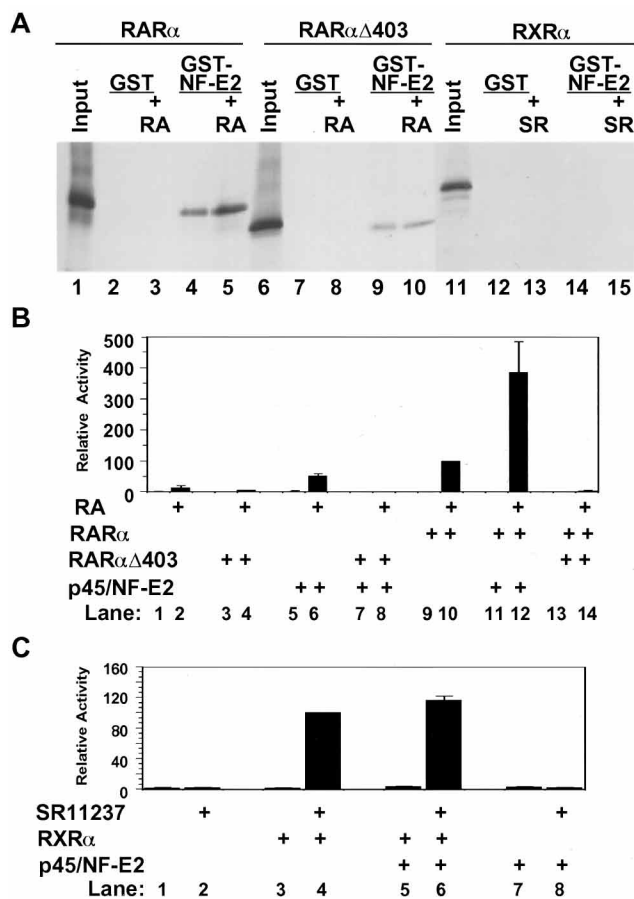 A
RARα RARαΔ403 RXRα
Input GST GST-NF-E2 Input GST GST-NF-E2 Input GST GST-NF-E2
+ + + + + +
RA RA RA RA SR SR
1 2 3 4 5 6 7 8 9 10 11 12 13 14 15
B
Relative Activity
500
400
300
200
100
0
RA + + + + + + +
RARα ++ ++ ++
RARαΔ403 ++ ++ ++
p45/NF-E2 ++ ++ ++
Lane: 1 2 3 4 5 6 7 8 9 10 11 12 13 14
C
Relative Activity
160
120
80
40
0
SR11237 + + + +
RXRα + + + +
p45/NF-E2 + + + +
Lane: 1 2 3 4 5 6 7 8